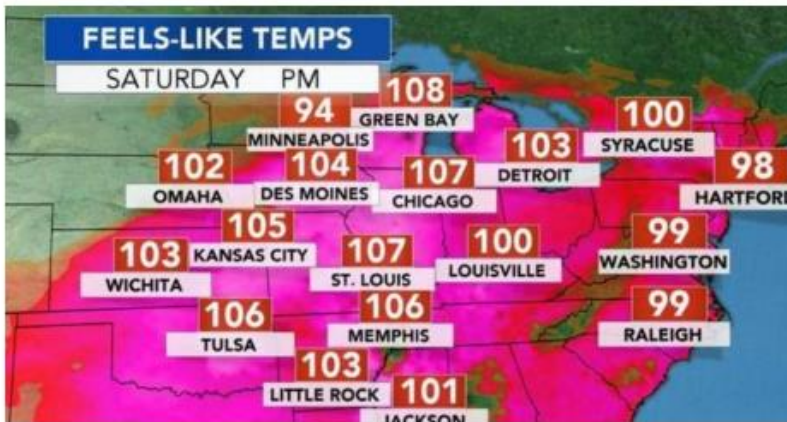 FEELS-LIKE TEMPS
SATURDAY PM
108
GREEN BAY
94
MINNEAPOLIS
100
SYRACUSE
103
DETROIT
102
OMAHA
104
DES MOINES
107
CHICAGO
98
HARTFORD
105
KANSAS CITY
103
WICHITA
107
ST. LOUIS
100
LOUISVILLE
99
WASHINGTON
106
TULSA
106
MEMPHIS
99
RALEIGH
103
LITTLE ROCK
101
JACKSON